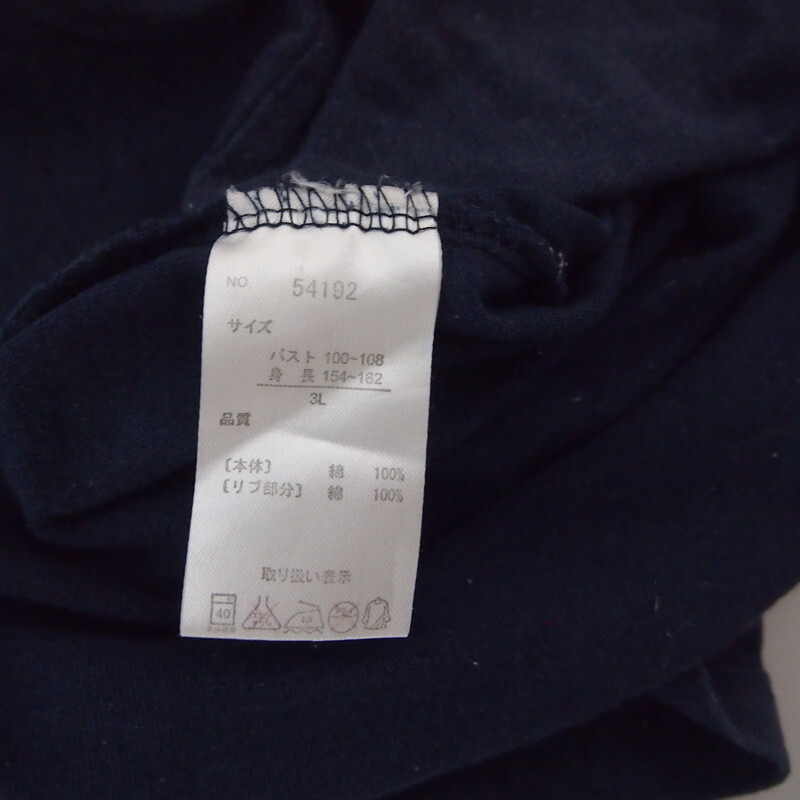 NO. 54192
サイズ
バスト 100~108
身 長 154~162
3L
品質
〔本体〕 綿 100%
〔リブ部分〕 綿 100%
取り扱い表示
40